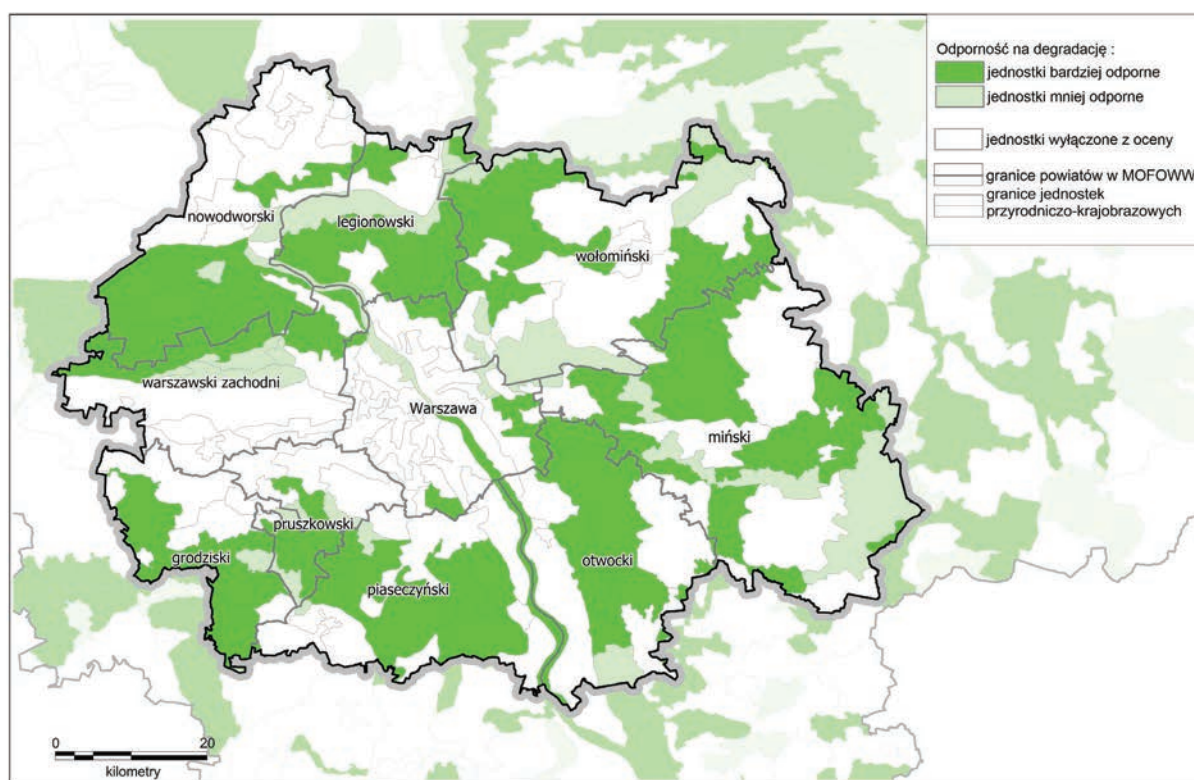 Odporność na degradację :
jednostki bardziej odporne
jednostki mniej odporne
jednostki wyłączone z oceny
granice powiatów w MOFOWW
granice jednostek
przyrodniczo-krajobrazowych
nowodworski
legionowski
wołomiński
warszawski zachodni
Warszawa
miński
pruszkowski
grodziski
piaseczyński
otwocki
0 20
kilometry